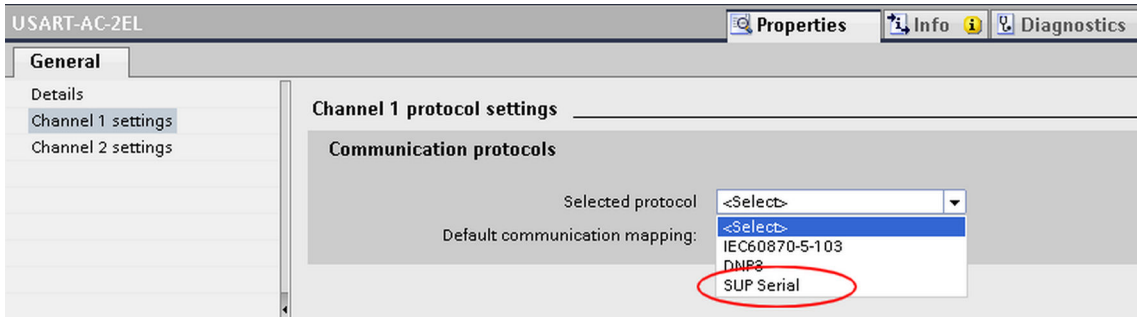 USART-AC-2EL
Properties
Info
Diagnostics
General
Details
Channel 1 settings
Channel 2 settings
Channel 1 protocol settings
Communication protocols
Selected protocol
<Select>
Default communication mapping:
<Select>
IEC60870-5-103
DNP3
SUP Serial